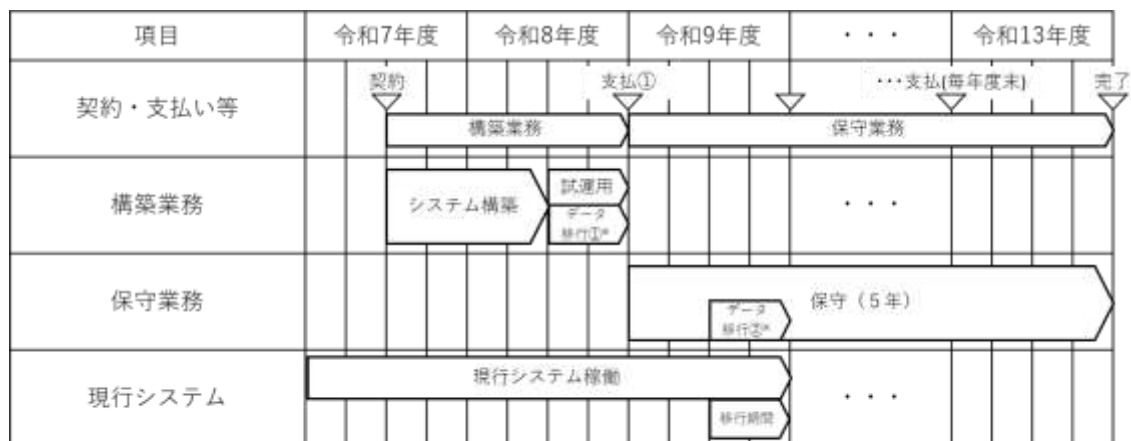 項目
令和7年度
令和8年度
令和9年度
・・・
令和13年度
契約・支払い等
契約
支払①
・・・支払(毎年度末)
完了
構築業務
保守業務
構築業務
システム構築
試運用
データ
移行①※
・・・
保守業務
保守（5年）
データ
移行②※
現行システム
現行システム稼働
移行期間
・・・